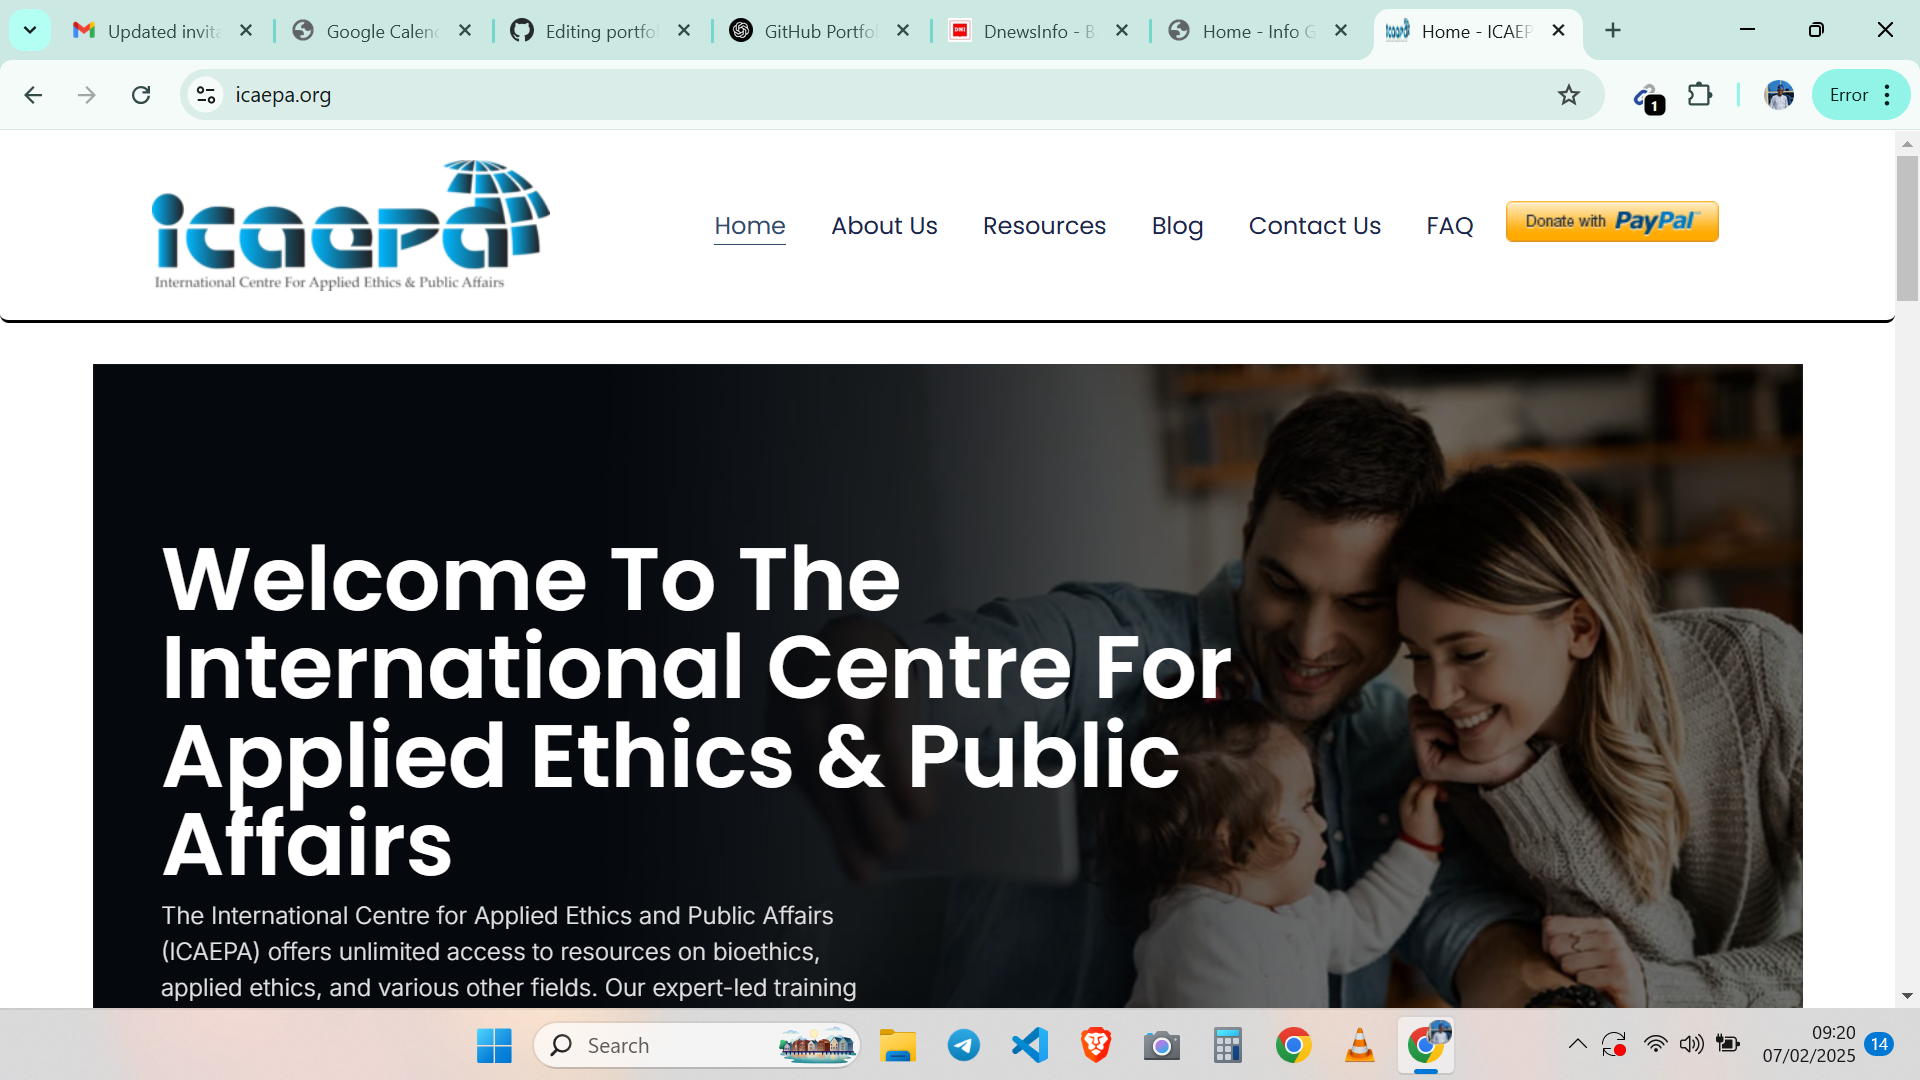 Updated invita
Google Calen
Editing portfol
GitHub Portfol
DnewsInfo - B
Home - Info G
Home - ICAEP
icaepa.org
1
Error
icaepa
International Centre For Applied Ethics & Public Affairs
Home
About Us
Resources
Blog
Contact Us
FAQ
Donate with PayPal
Welcome To The
International Centre For
Applied Ethics & Public
Affairs
The International Centre for Applied Ethics and Public Affairs
(ICAEPA) offers unlimited access to resources on bioethics,
applied ethics, and various other fields. Our expert-led training
Search
09:20
07/02/2025
14